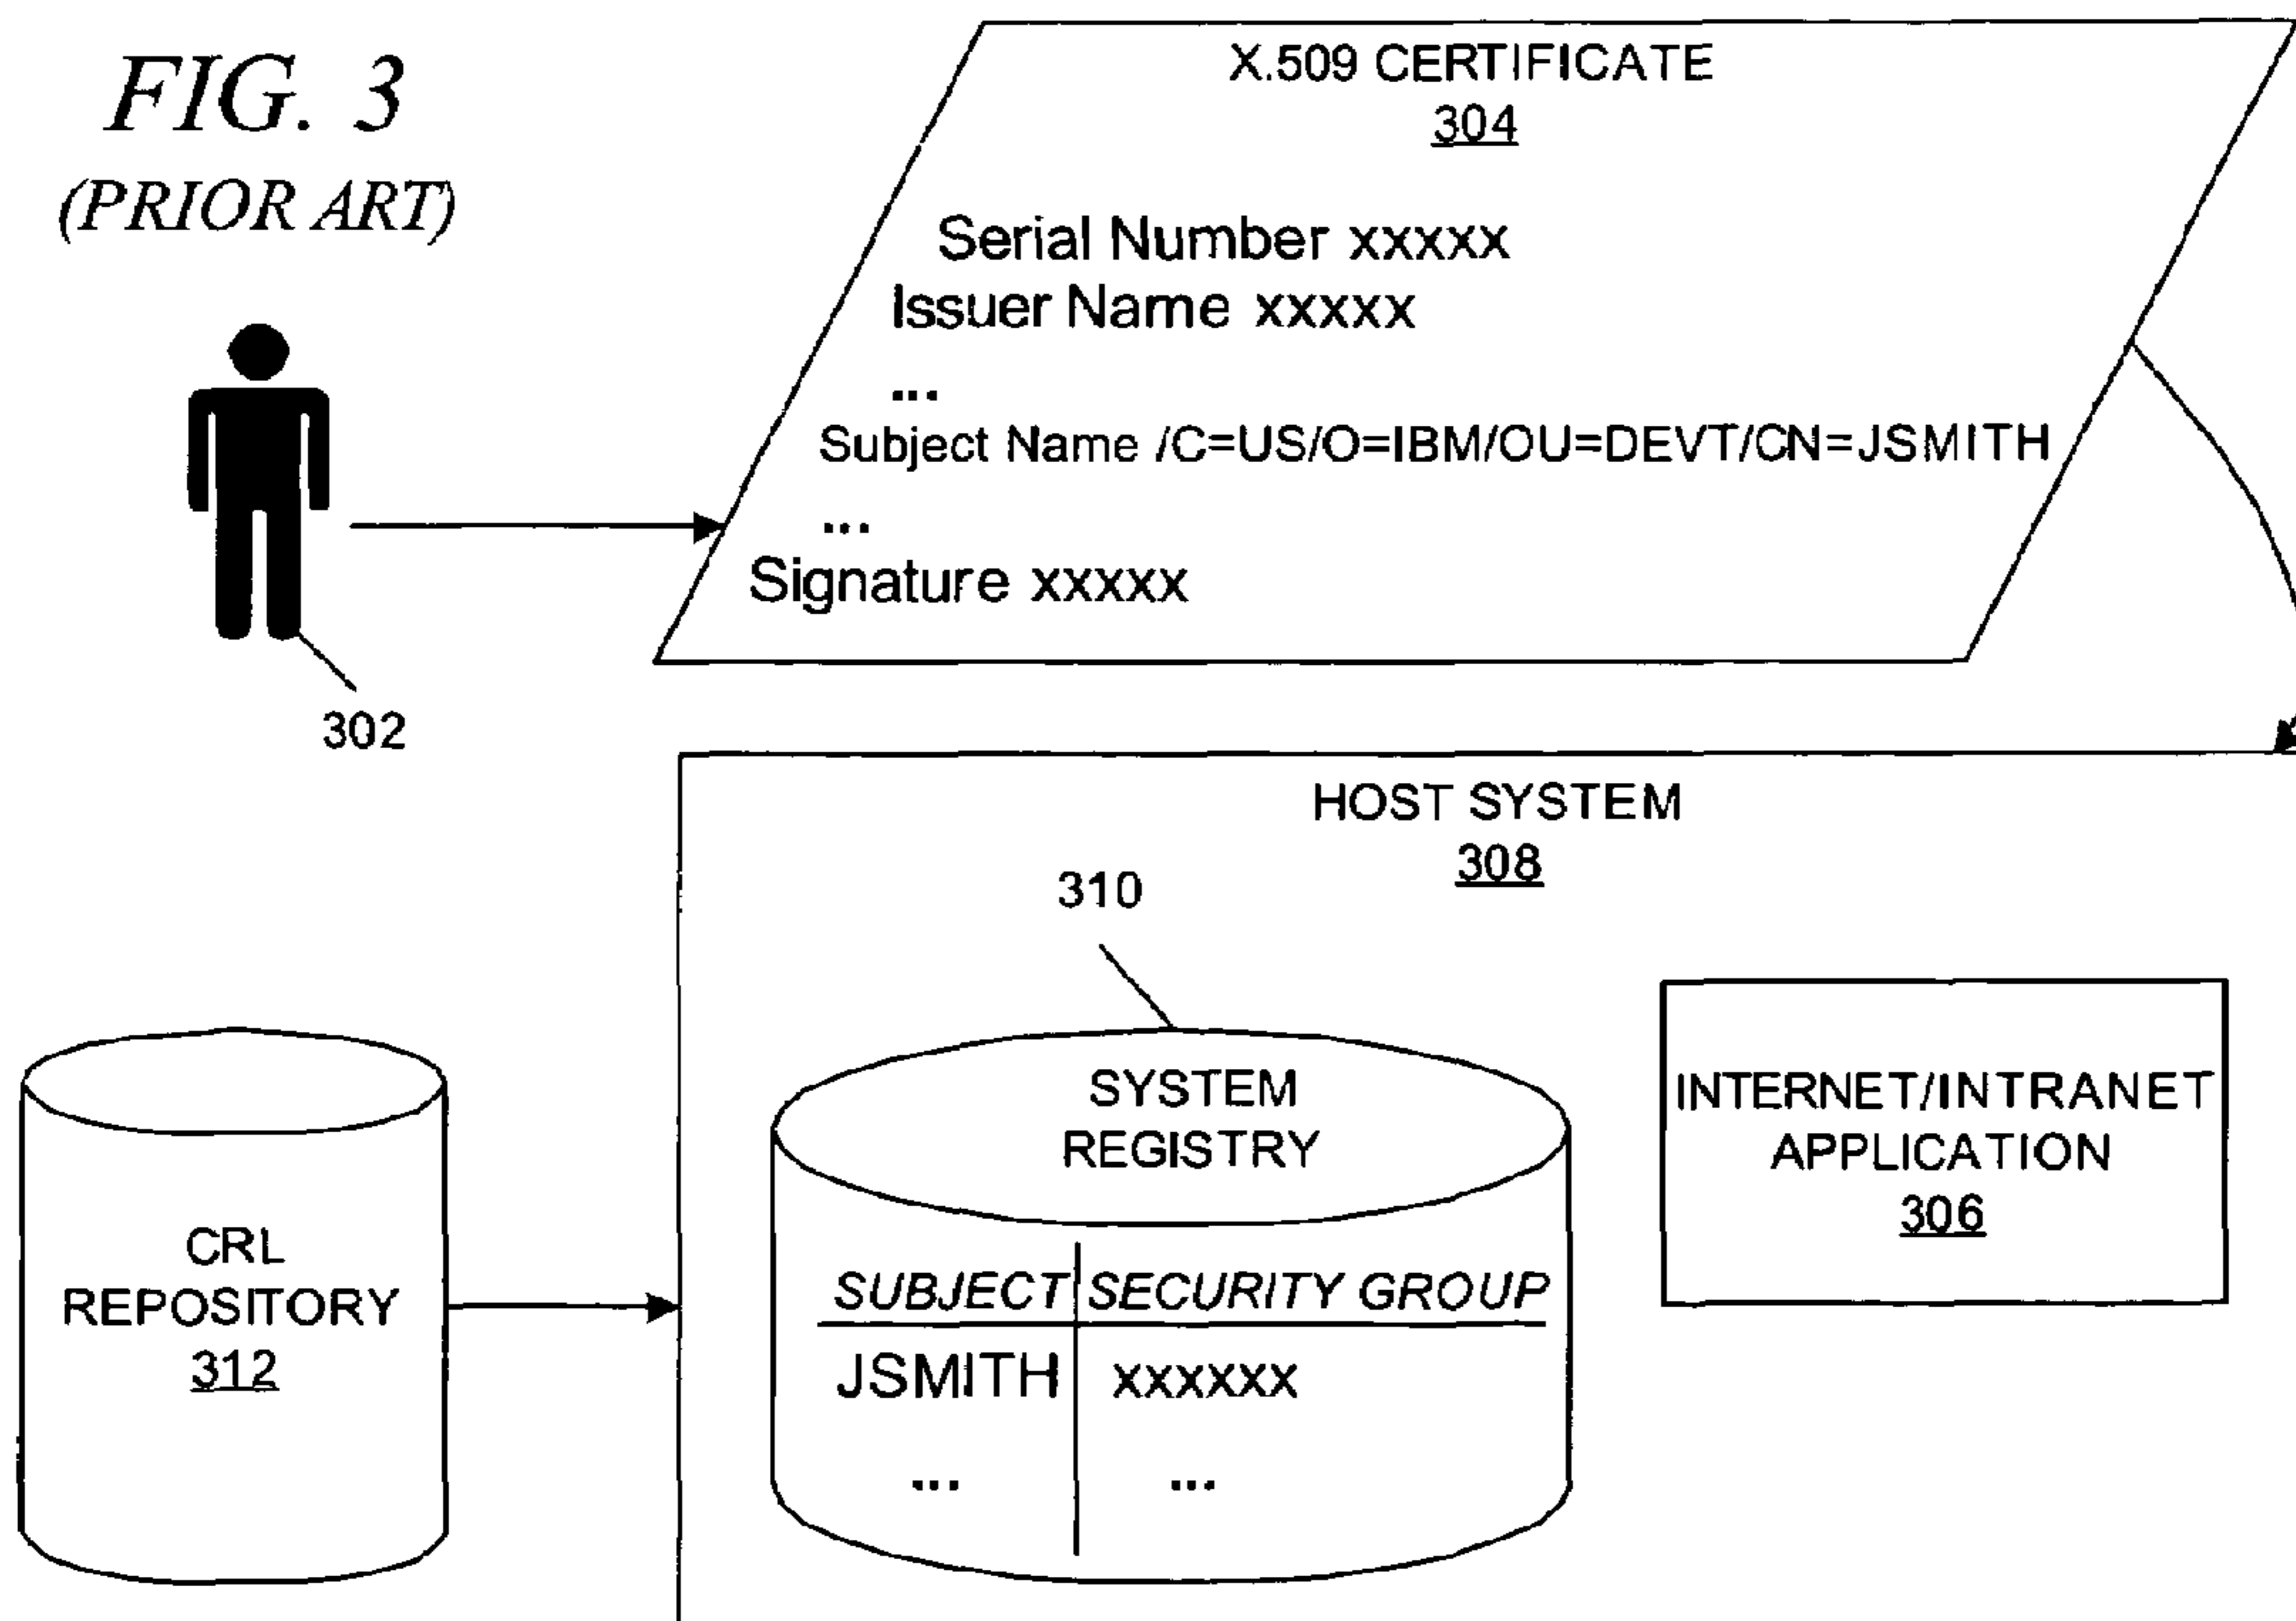 FIG. 3
(PRIOR ART)
X.509 CERTIFICATE
304
Serial Number xxxxx
Issuer Name xxxxx
...
Subject Name /C=US/O=IBM/OU=DEVT/CN=JSMITH
...
Signature xxxxx
302
HOST SYSTEM
308
310
SYSTEM
REGISTRY
SUBJECT SECURITY GROUP
JSMITH xxxxxx
... ...
INTERNET/INTRANET
APPLICATION
306
CRL
REPOSITORY
312